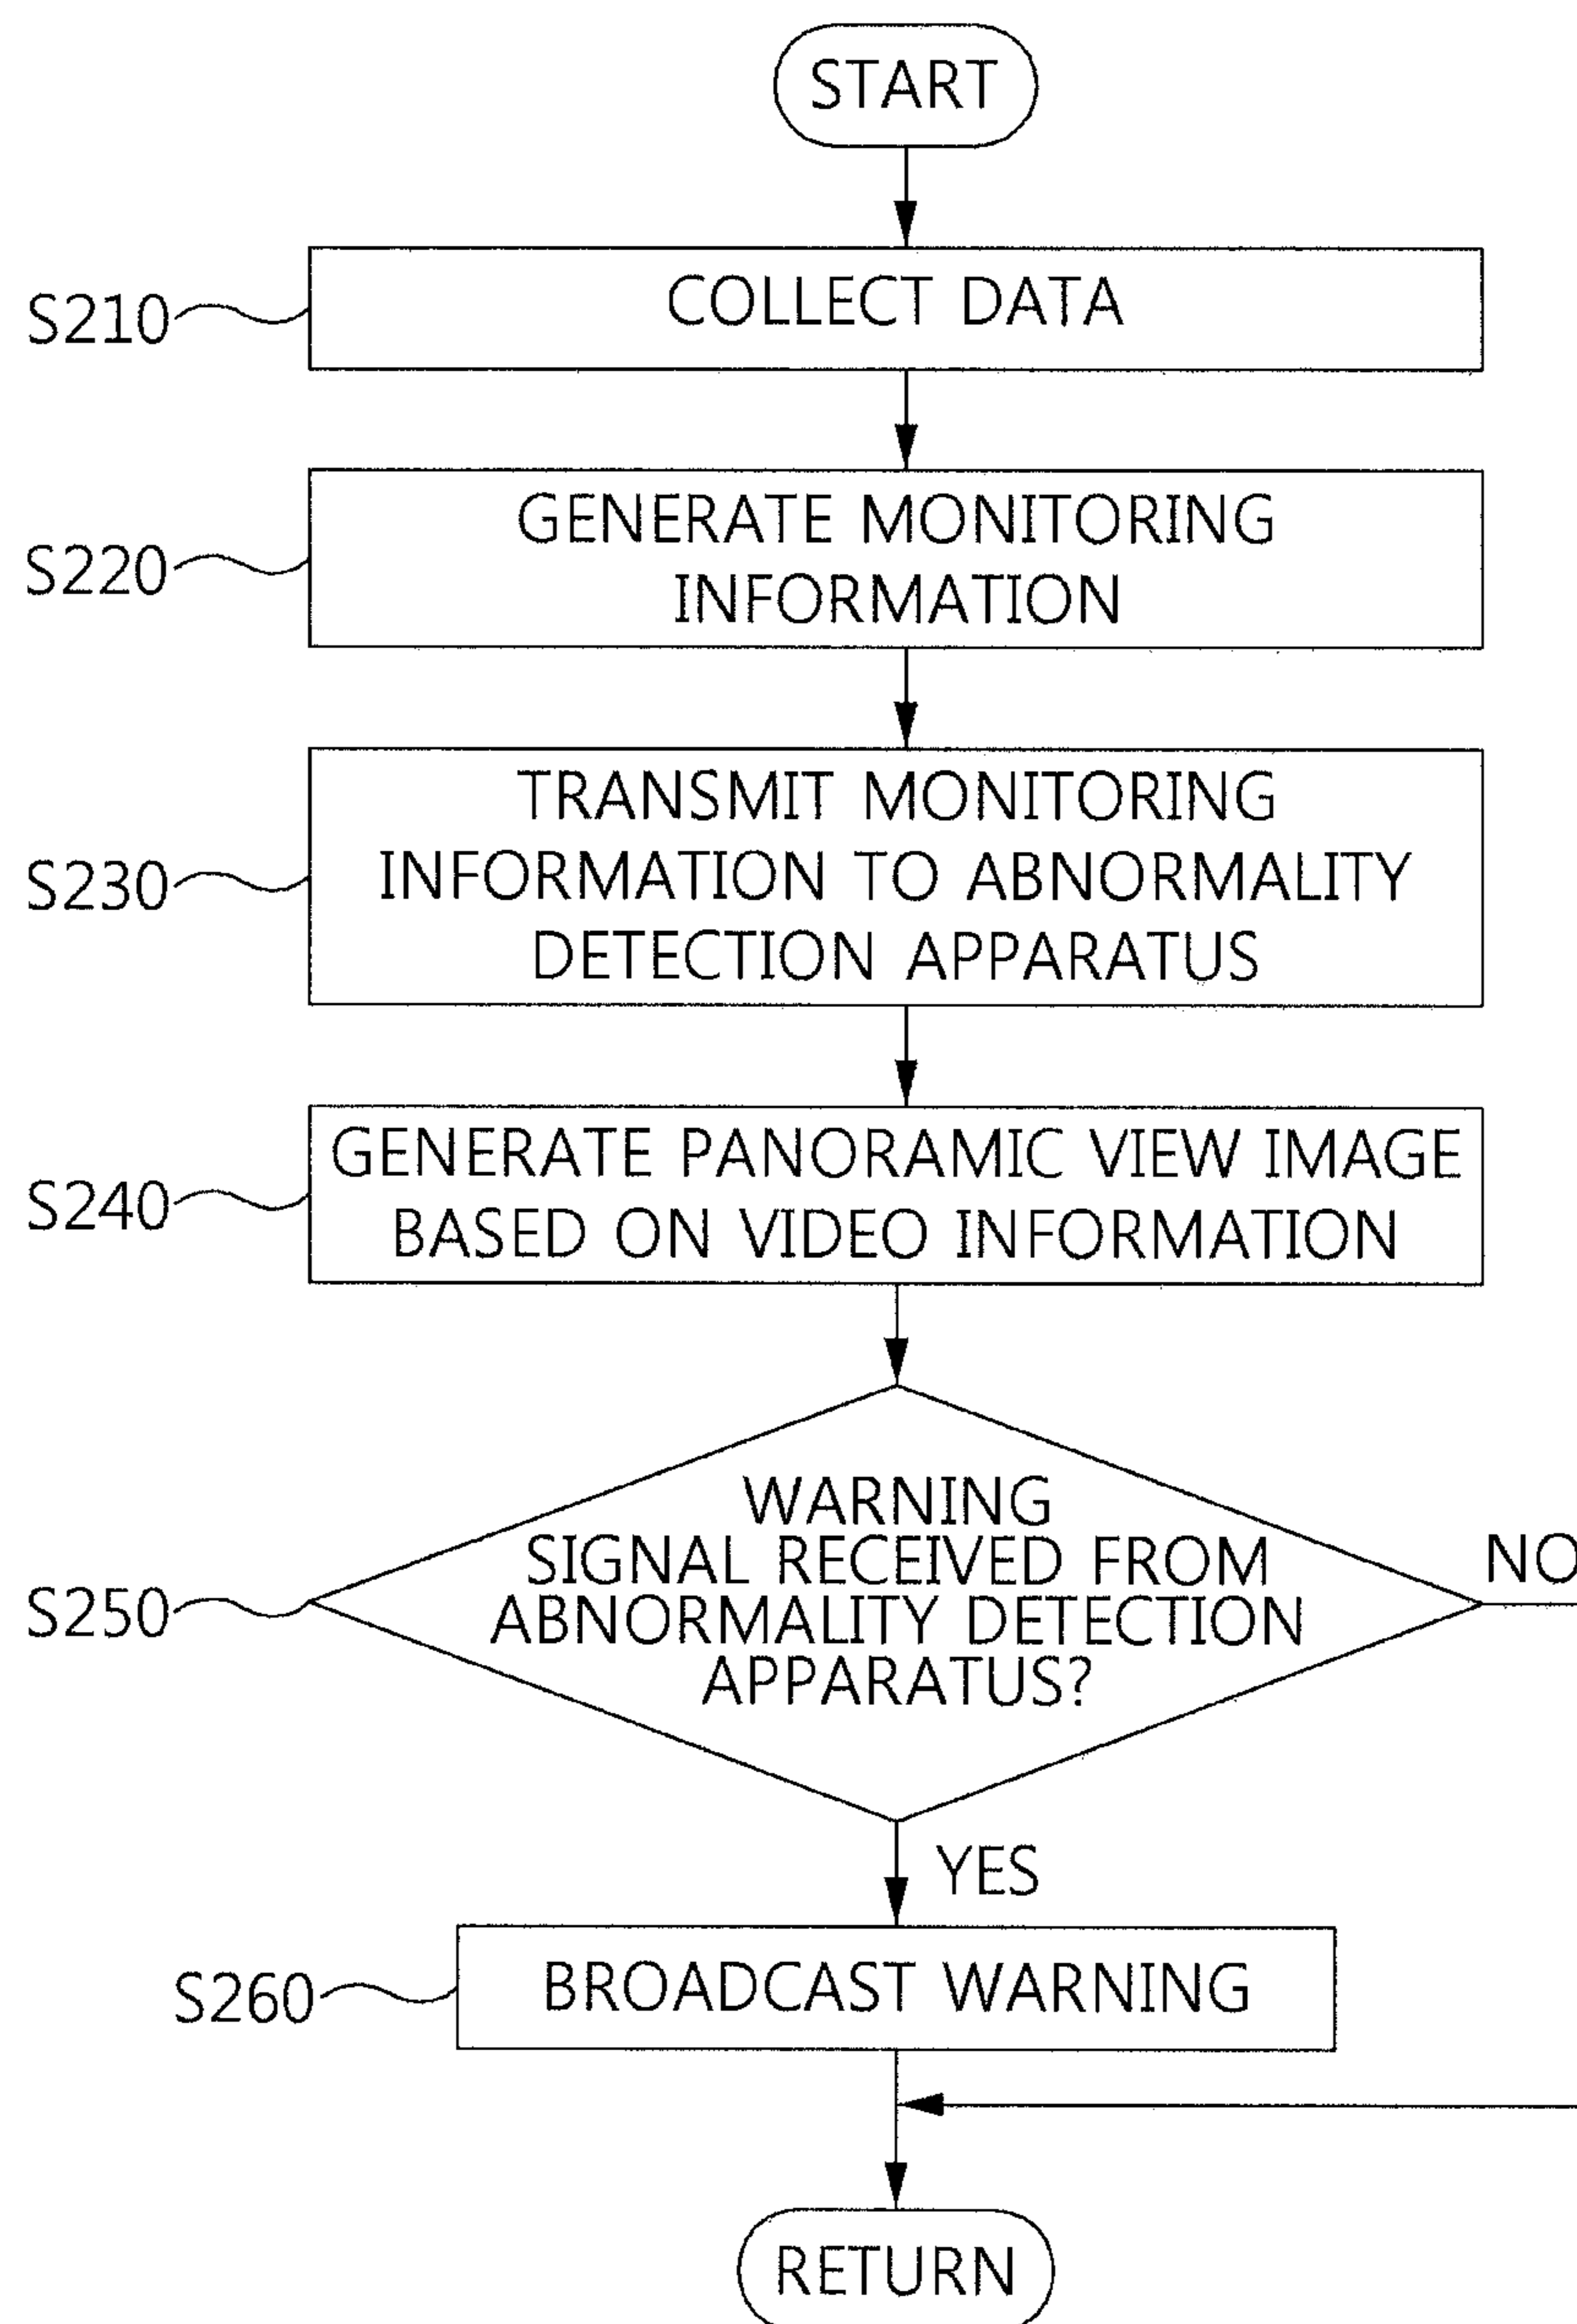 START
S210
COLLECT DATA
S220
GENERATE MONITORING
INFORMATION
S230
TRANSMIT MONITORING
INFORMATION TO ABNORMALITY
DETECTION APPARATUS
S240
GENERATE PANORAMIC VIEW IMAGE
BASED ON VIDEO INFORMATION
S250
WARNING
SIGNAL RECEIVED FROM
ABNORMALITY DETECTION
APPARATUS?
NO
YES
S260
BROADCAST WARNING
RETURN